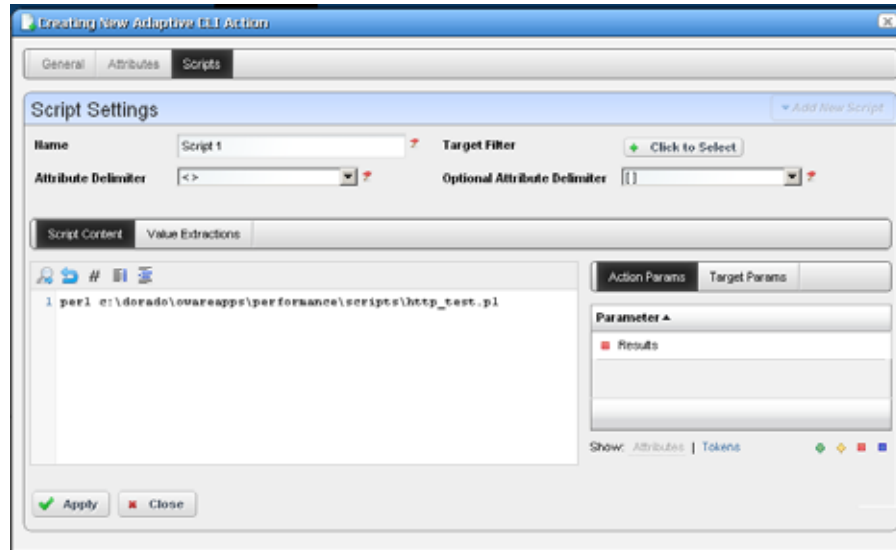 Creating New Adaptive CLI Action
General Attributes Scripts
Script Settings
Add New Script
Name Script 1 Target Filter Click to Select
Attribute Delimiter <> Optional Attribute Delimiter []
Script Content Value Extractions
Action Params Target Params
1 perl c:\dorado\owareapps\performance\scripts\http_test.pl
Parameter
Results
Show: Attributes | Tokens
Apply Close